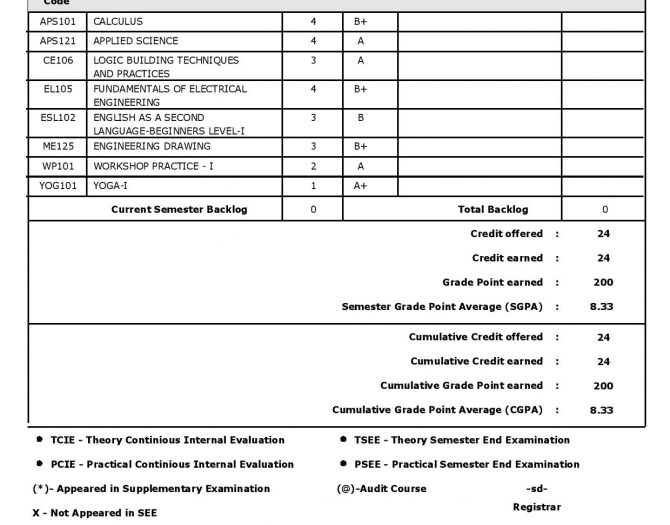 Code
APS101 CALCULUS 4 B+
APS121 APPLIED SCIENCE 4 A
CE106 LOGIC BUILDING TECHNIQUES 3 A
AND PRACTICES
EL105 FUNDAMENTALS OF ELECTRICAL 4 B+
ENGINEERING
ESL102 ENGLISH AS A SECOND 3 B
LANGUAGE-BEGINNERS LEVEL-I
ME125 ENGINEERING DRAWING 3 B+
WP101 WORKSHOP PRACTICE - I 2 A
YOG101 YOGA-I 1 A+
Current Semester Backlog 0 Total Backlog 0
Credit offered : 24
Credit earned : 24
Grade Point earned : 200
Semester Grade Point Average (SGPA) : 8.33
Cumulative Credit offered : 24
Cumulative Credit earned : 24
Cumulative Grade Point earned : 200
Cumulative Grade Point Average (CGPA) : 8.33
● TCIE - Theory Continious Internal Evaluation ● TSEE - Theory Semester End Examination
● PCIE - Practical Continious Internal Evaluation ● PSEE - Practical Semester End Examination
(*)- Appeared in Supplementary Examination (@)-Audit Course -sd-
Registrar
X - Not Appeared in SEE